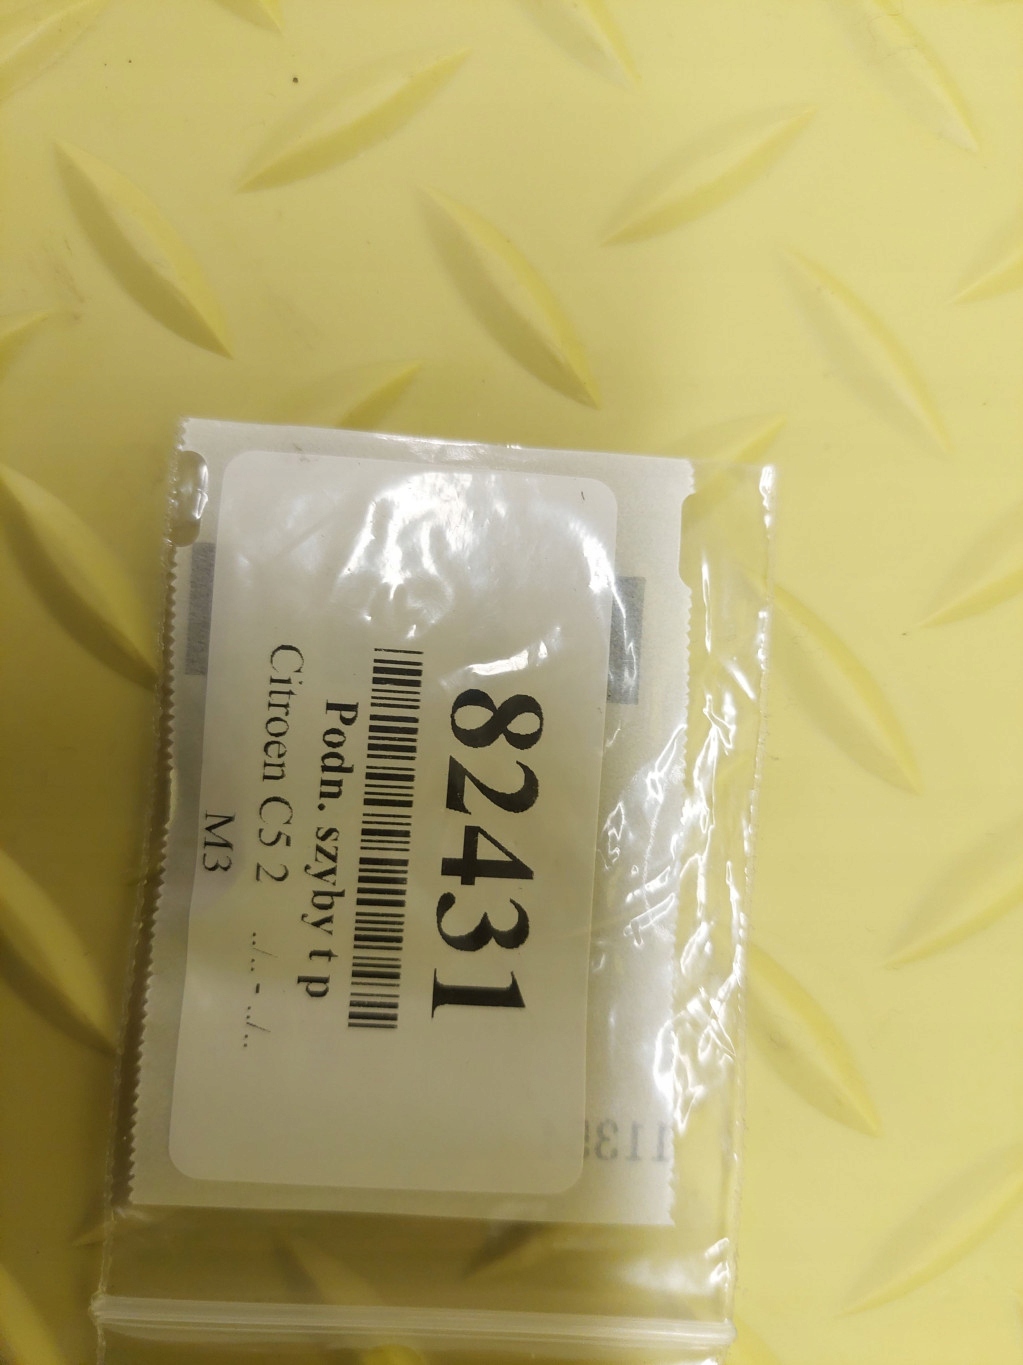 82431
Podn. szyby t p
Citroen C5 2 ../.. - ../..
M3